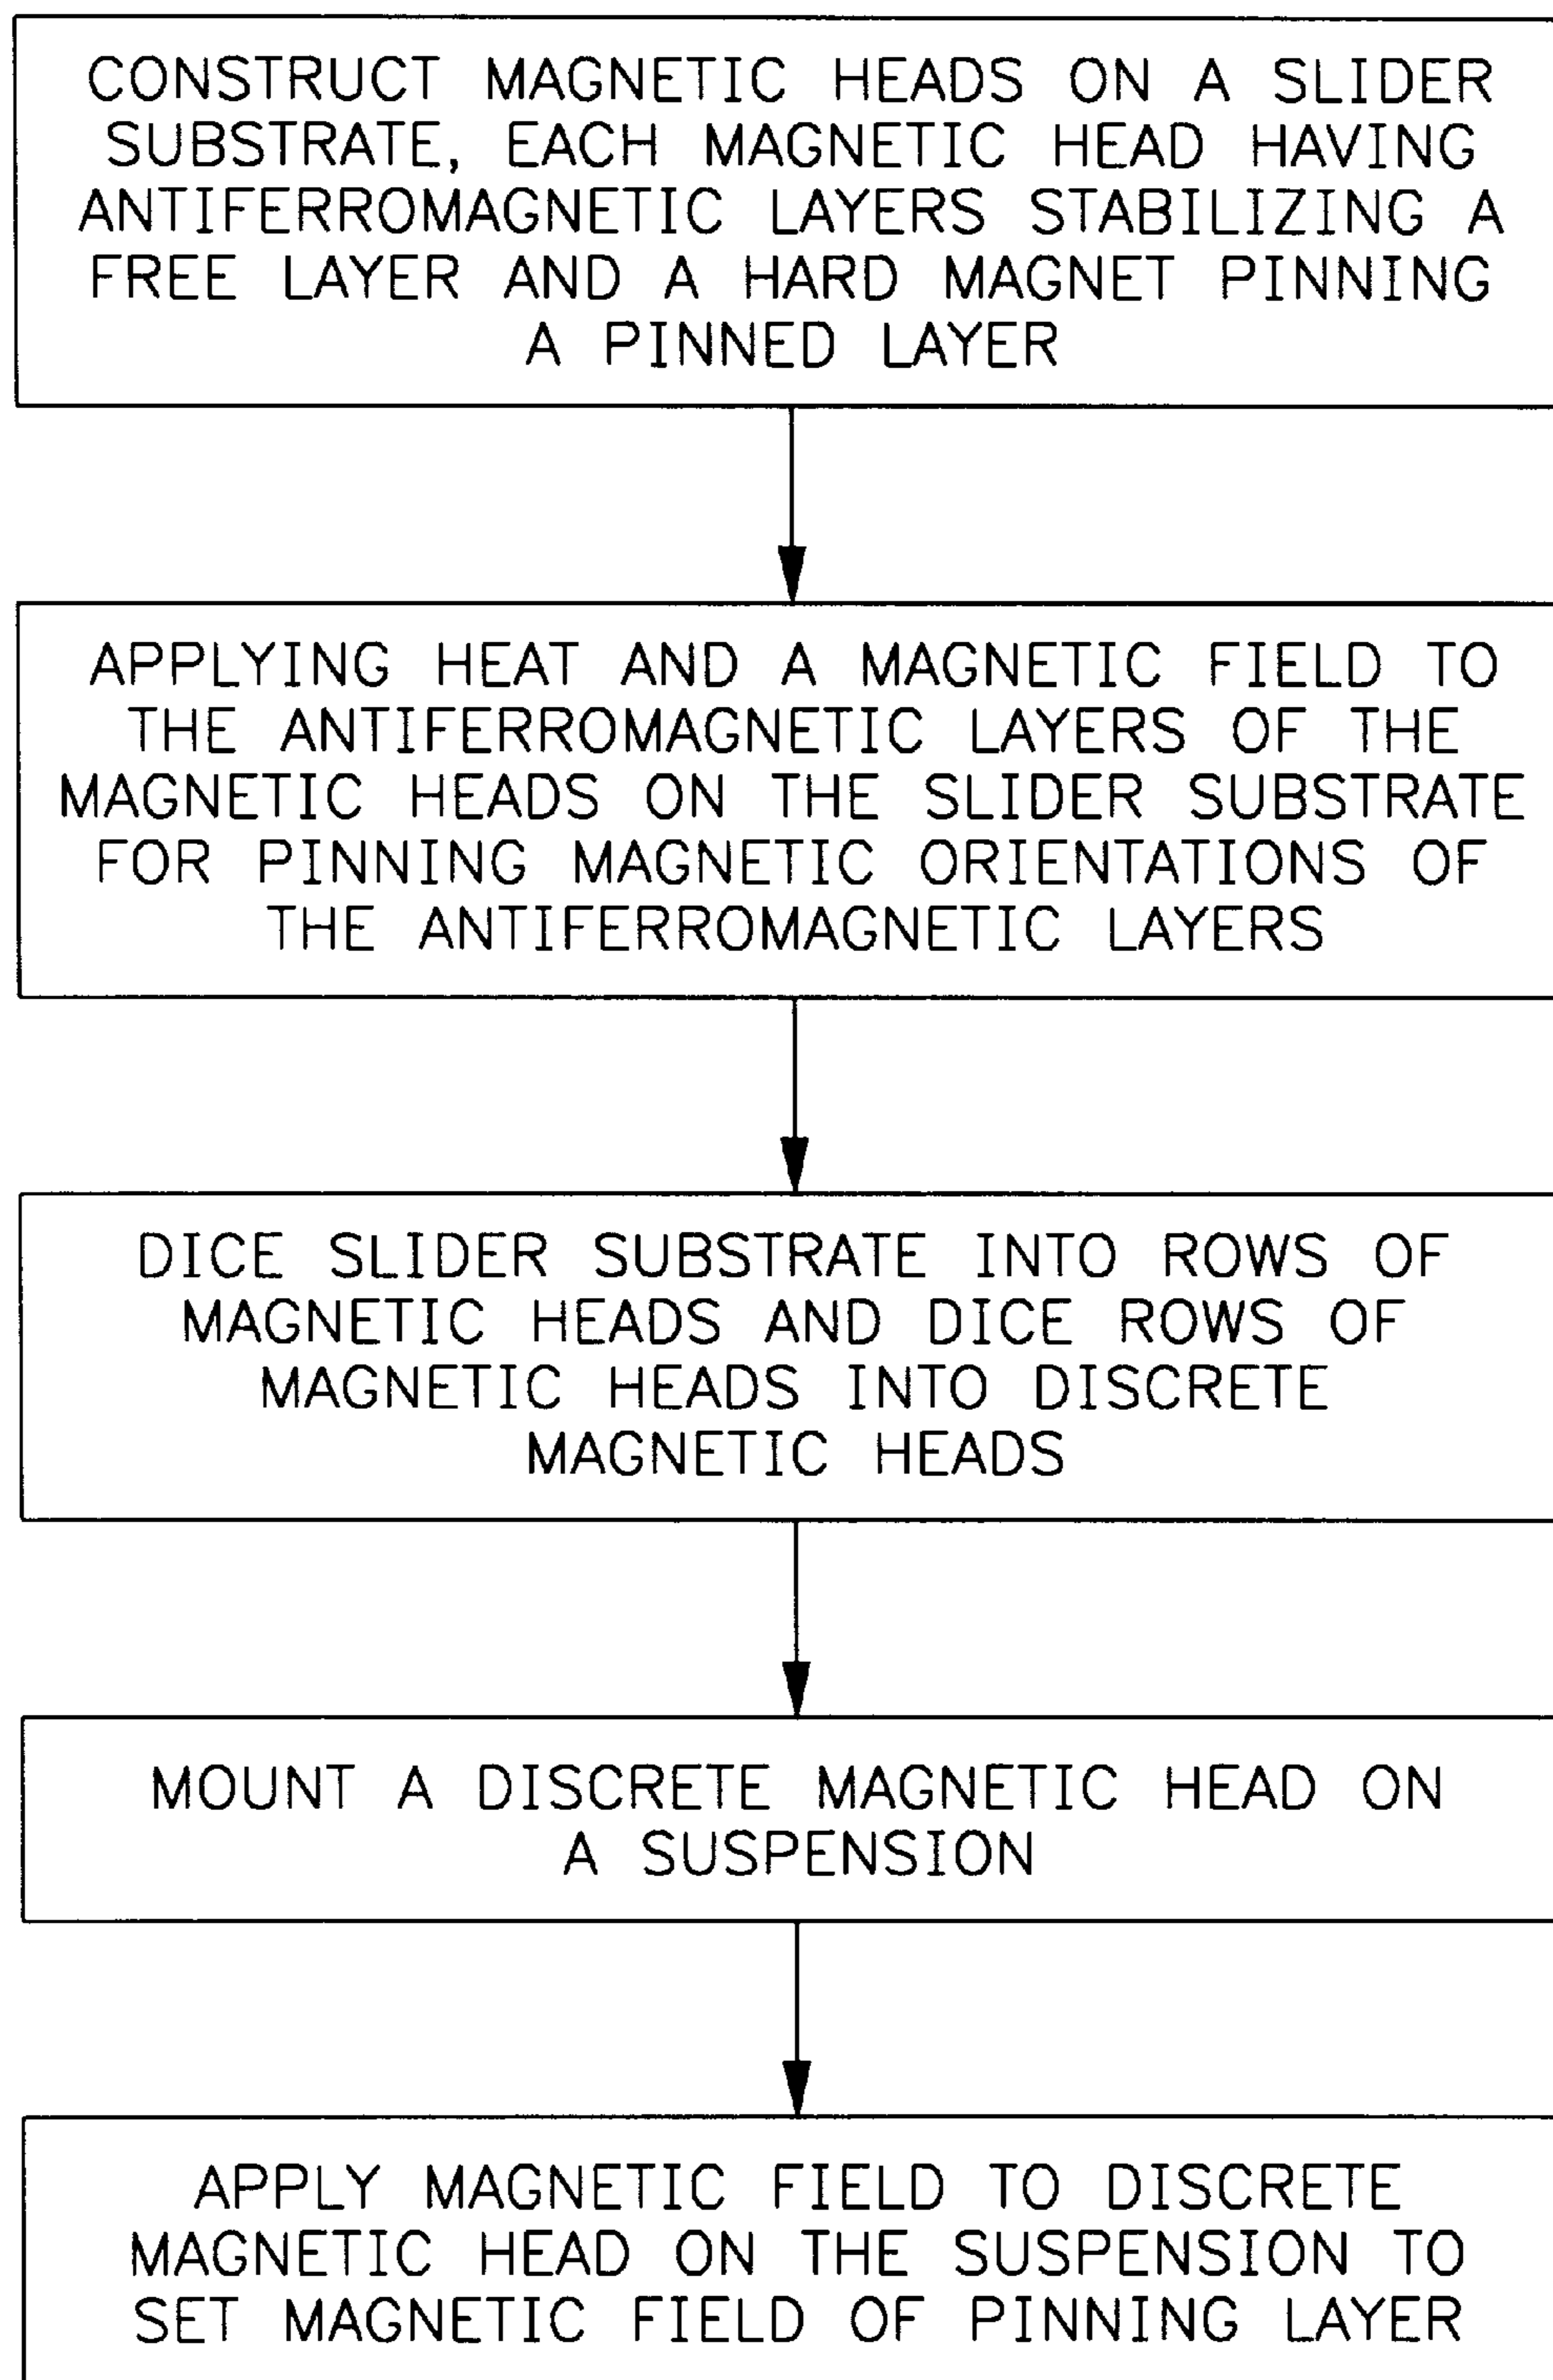 CONSTRUCT MAGNETIC HEADS ON A SLIDER
SUBSTRATE, EACH MAGNETIC HEAD HAVING
ANTIFERROMAGNETIC LAYERS STABILIZING A
FREE LAYER AND A HARD MAGNET PINNING
A PINNED LAYER
APPLYING HEAT AND A MAGNETIC FIELD TO
THE ANTIFERROMAGNETIC LAYERS OF THE
MAGNETIC HEADS ON THE SLIDER SUBSTRATE
FOR PINNING MAGNETIC ORIENTATIONS OF
THE ANTIFERROMAGNETIC LAYERS
DICE SLIDER SUBSTRATE INTO ROWS OF
MAGNETIC HEADS AND DICE ROWS OF
MAGNETIC HEADS INTO DISCRETE
MAGNETIC HEADS
MOUNT A DISCRETE MAGNETIC HEAD ON
A SUSPENSION
APPLY MAGNETIC FIELD TO DISCRETE
MAGNETIC HEAD ON THE SUSPENSION TO
SET MAGNETIC FIELD OF PINNING LAYER